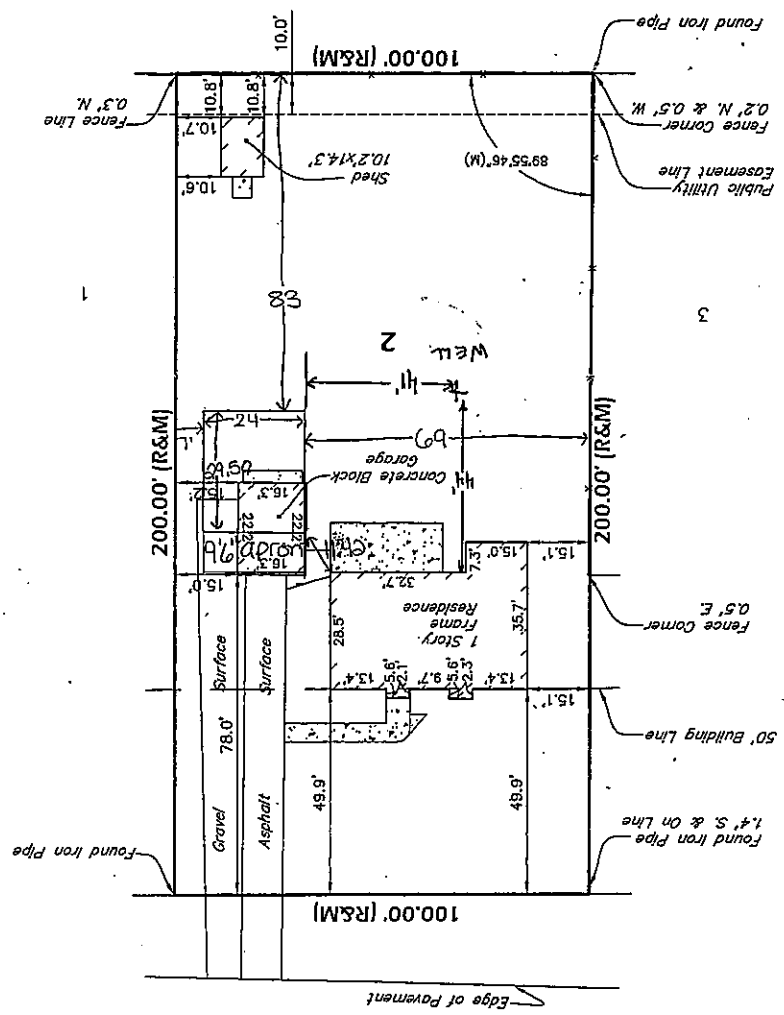 Found Iron Pipe
100.00' (R&M)
10.0'
Fence Line
0.3' N.
Fence Corner
0.2' N. & 0.5' W.
Public Utility
Easement Line
10.8'
10.8'
10.7'
10.6'
Shed
10.2'x14.3'
89°55'46"(M)
1
83
2
3
WELL
41'
200.00' (R&M)
24
69
44'
200.00' (R&M)
29'
15.2'
16.3'
Concrete Block
Garage
22.2'
22.2'
apron
16.3'
15.0'
32.7'
7.3'
15.0'
15.1'
Fence Corner
0.5' E.
1 Story
Frame
Residence
28.5'
35.7'
Surface
Surface
78.0'
13.4'
5.6'
2.1'
9.7'
5.6'
2.3'
13.4'
15.1'
50' Building Line
49.9'
49.9'
Gravel
Asphalt
Found Iron Pipe
1.4' S. & On Line
Found Iron Pipe
100.00' (R&M)
Edge of Pavement